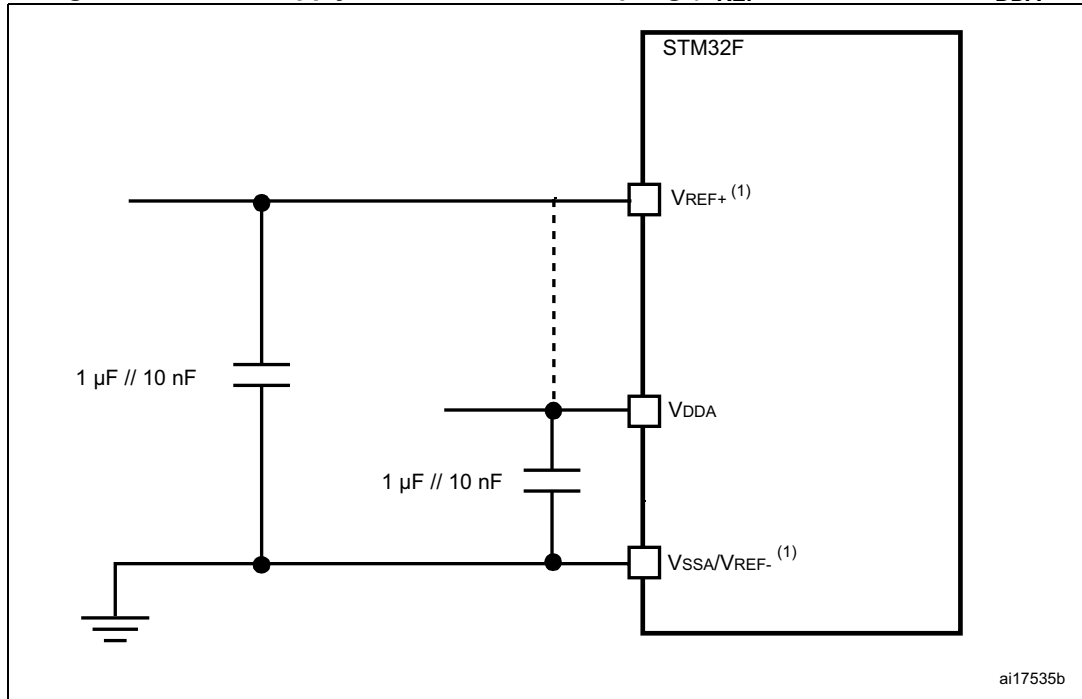 STM32F
VREF+ (1)
1 µF // 10 nF
VDDA
1 µF // 10 nF
VSSA/VREF- (1)
ai17535b